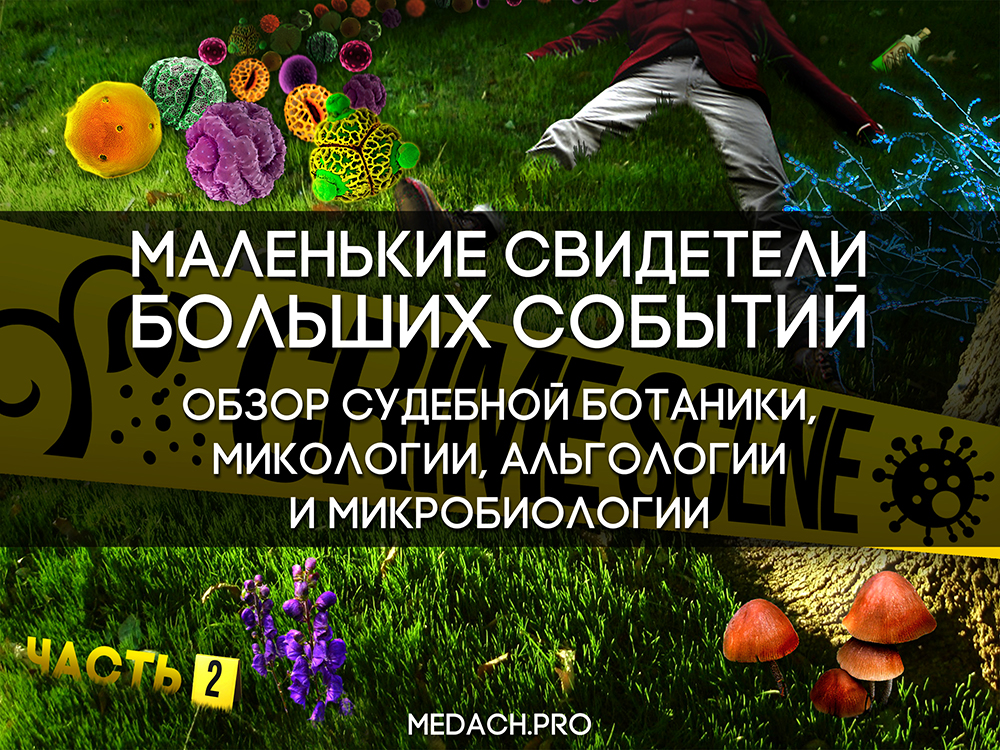 МАЛЕНЬКИЕ СВИДЕТЕЛИ
БОЛЬШИХ СОБЫТИЙ
CRIME SCENE
ОБЗОР СУДЕБНОЙ БОТАНИКИ,
МИКОЛОГИИ, АЛЬГОЛОГИИ
И МИКРОБИОЛОГИИ
ЧАСТЬ 2
MEDACH.PRO